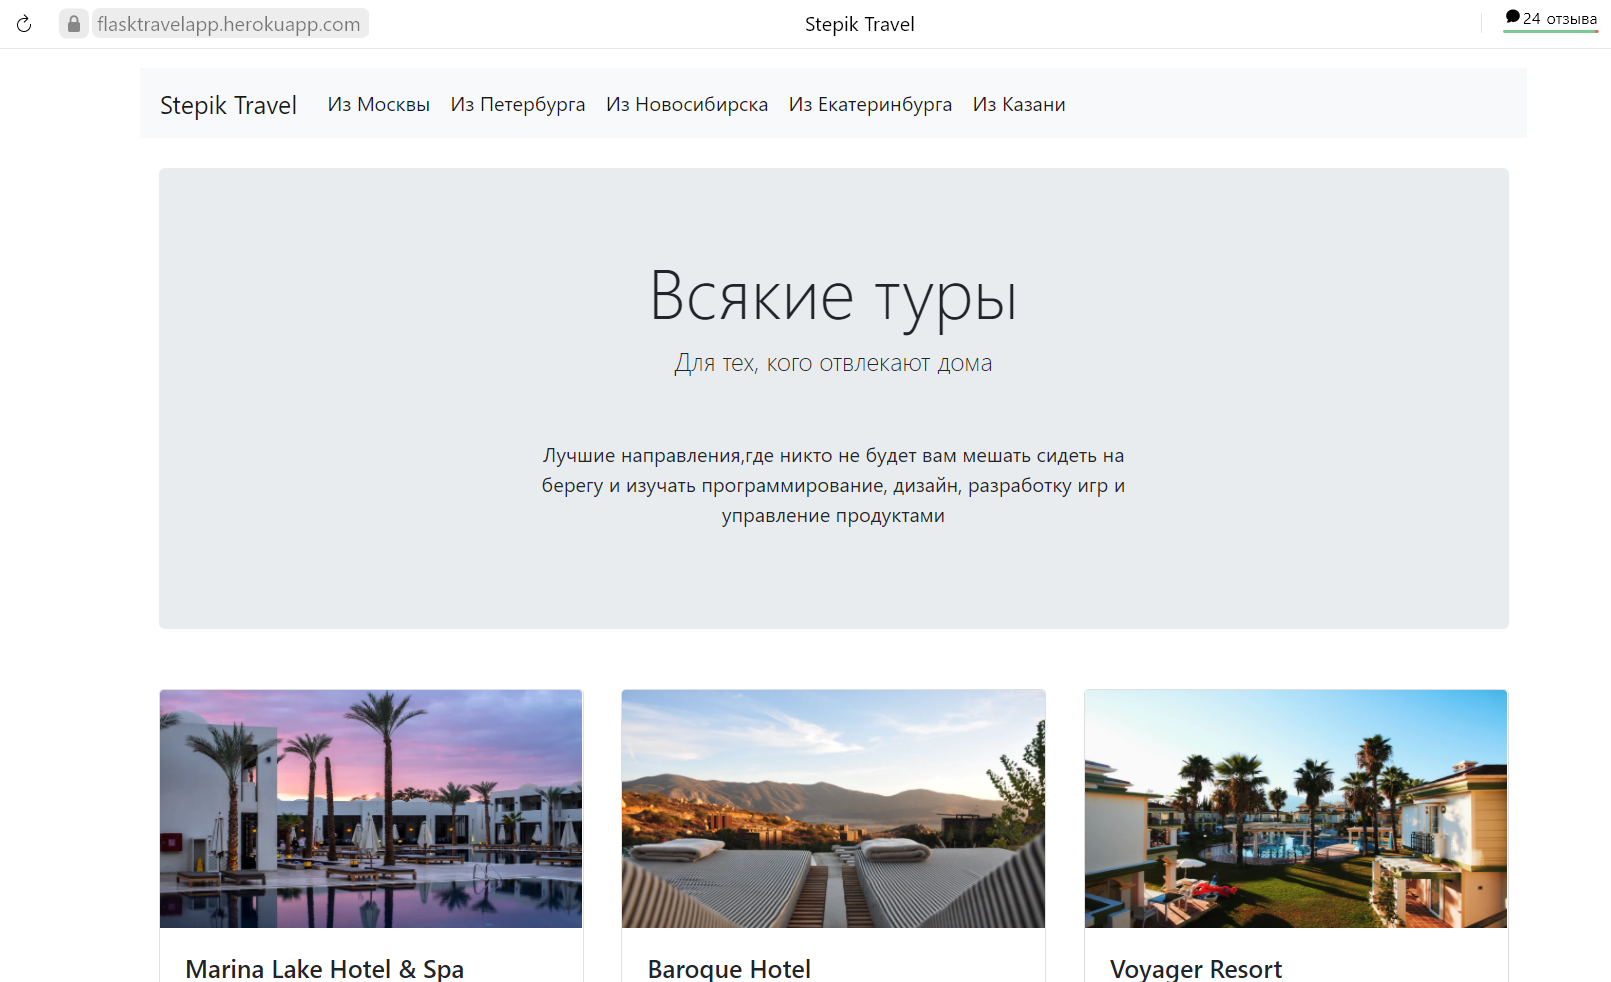 flasktravelapp.herokuapp.com
Stepik Travel
24 отзыва
Stepik Travel
Из Москвы
Из Петербурга
Из Новосибирска
Из Екатеринбурга
Из Казани
Всякие туры
Для тех, кого отвлекают дома
Лучшие направления,где никто не будет вам мешать сидеть на
берегу и изучать программирование, дизайн, разработку игр и
управление продуктами
Marina Lake Hotel & Spa
Baroque Hotel
Voyager Resort